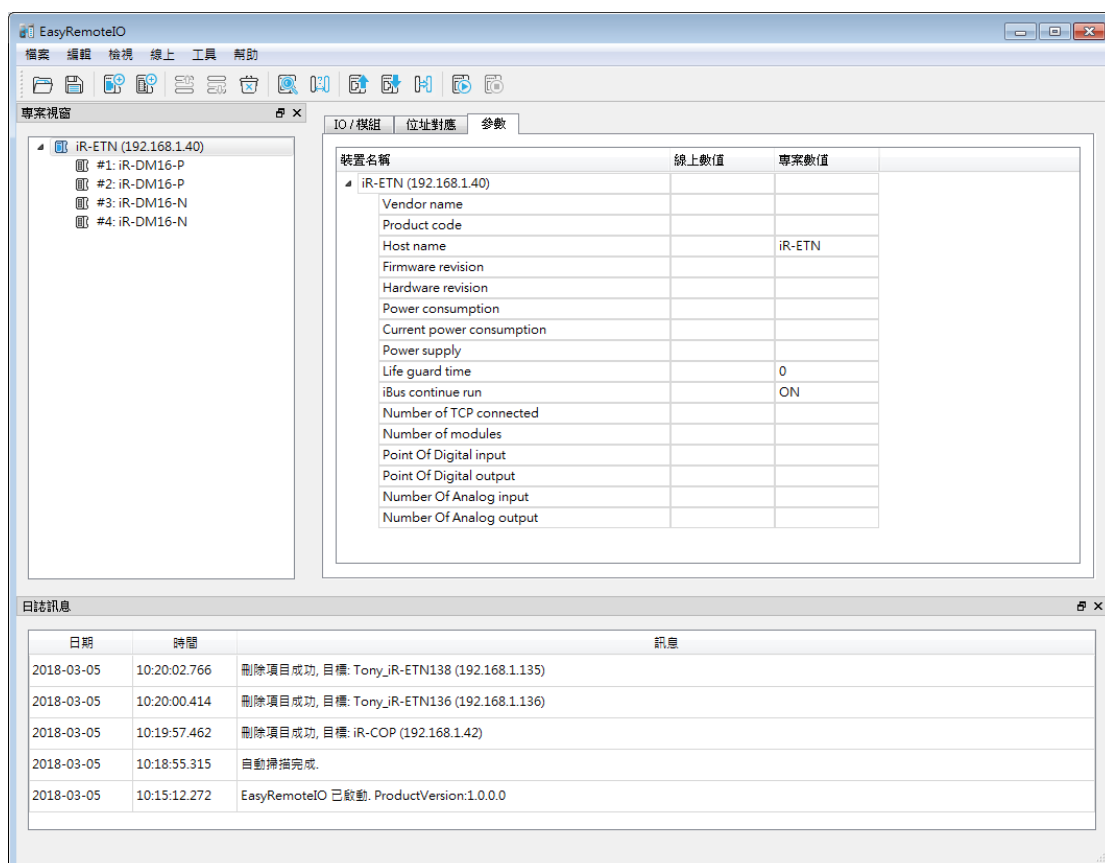 EasyRemoteIO
檔案 編輯 檢視 線上 工具 幫助
專案視窗
iR-ETN (192.168.1.40)
#1: iR-DM16-P
#2: iR-DM16-P
#3: iR-DM16-N
#4: iR-DM16-N
IO / 模組 位址對應 參數
裝置名稱 線上數值 專案數值
iR-ETN (192.168.1.40)
Vendor name
Product code
Host name iR-ETN
Firmware revision
Hardware revision
Power consumption
Current power consumption
Power supply
Life guard time 0
iBus continue run ON
Number of TCP connected
Number of modules
Point Of Digital input
Point Of Digital output
Number Of Analog input
Number Of Analog output
日誌訊息
日期 時間 訊息
2018-03-05 10:20:02.766 刪除項目成功, 目標: Tony_iR-ETN138 (192.168.1.135)
2018-03-05 10:20:00.414 刪除項目成功, 目標: Tony_iR-ETN136 (192.168.1.136)
2018-03-05 10:19:57.462 刪除項目成功, 目標: iR-COP (192.168.1.42)
2018-03-05 10:18:55.315 自動掃描完成.
2018-03-05 10:15:12.272 EasyRemoteIO 已啟動. ProductVersion:1.0.0.0